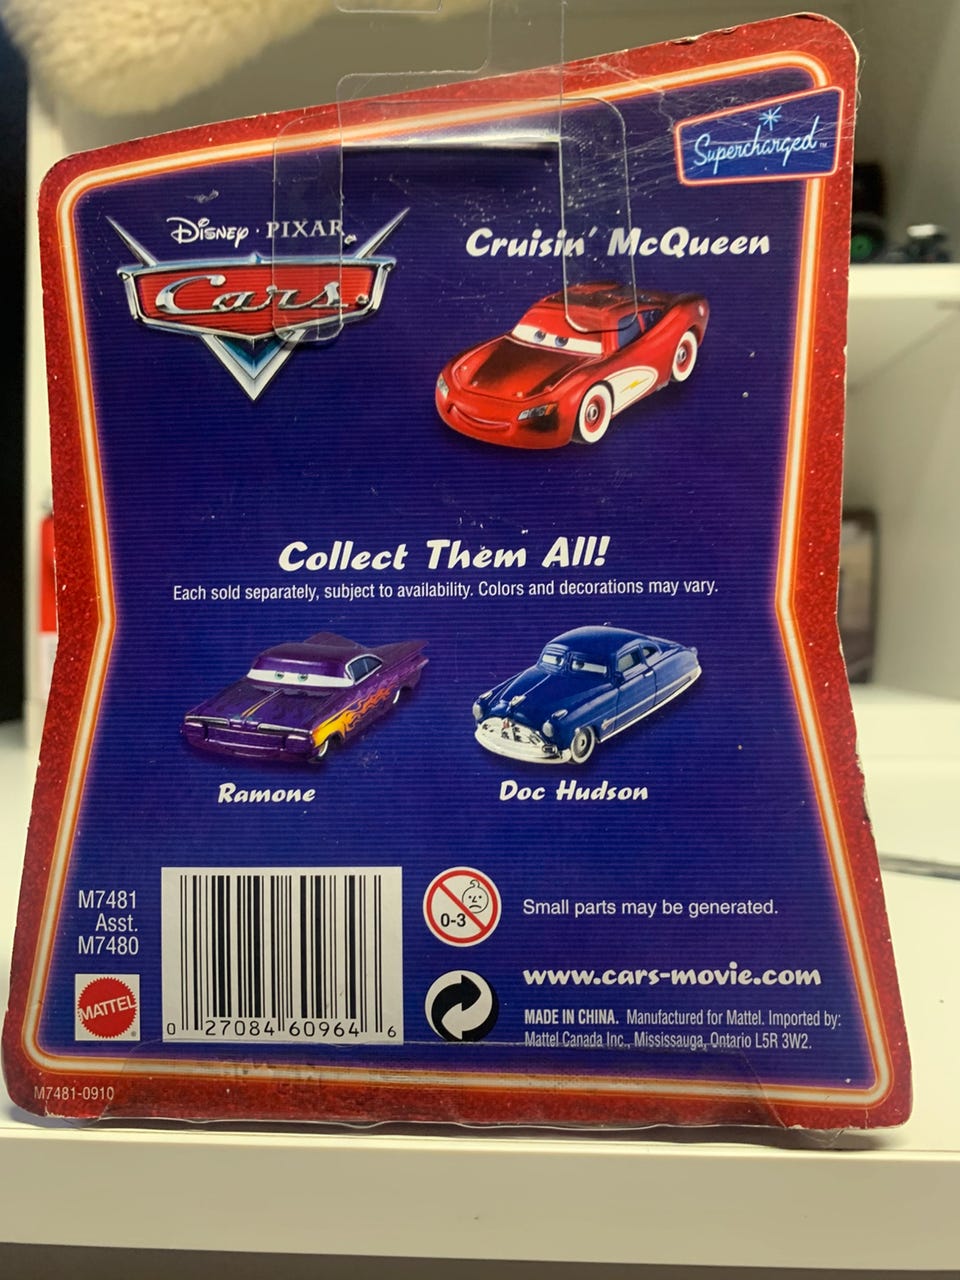 Supercharged™
Disney · PIXAR
Cars
Cruisin' McQueen
Collect Them All!
Each sold separately, subject to availability. Colors and decorations may vary.
Ramone
Doc Hudson
M7481
Asst.
M7480
MATTEL
0 27084 60964 6
0-3
Small parts may be generated.
www.cars-movie.com
MADE IN CHINA. Manufactured for Mattel. Imported by:
Mattel Canada Inc., Mississauga, Ontario L5R 3W2.
M7481-0910